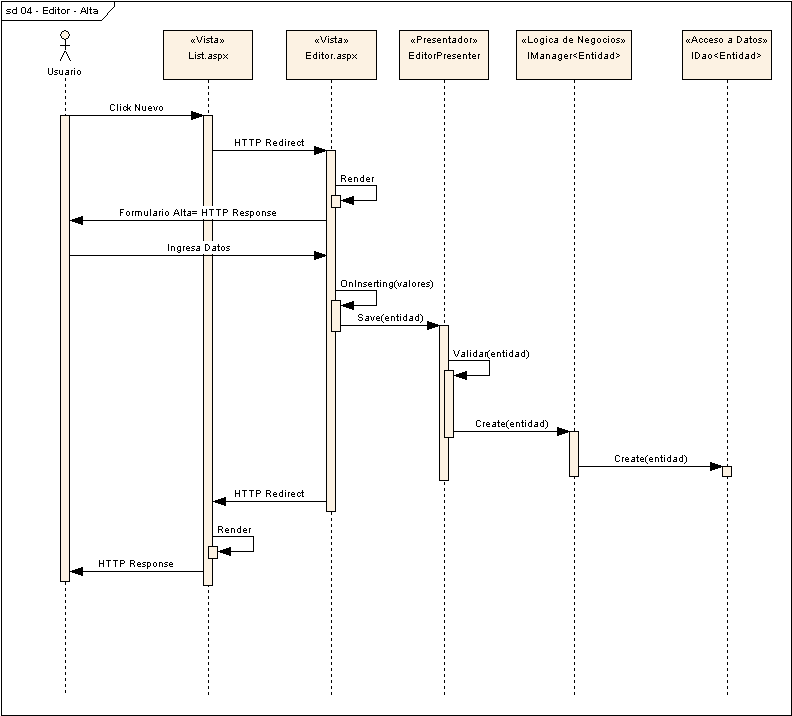 sd 04 - Editor - Alta
Usuario
«Vista»
List.aspx
«Vista»
Editor.aspx
«Presentador»
EditorPresenter
«Logica de Negocios»
IManager<Entidad>
«Acceso a Datos»
IDao<Entidad>
Click Nuevo
HTTP Redirect
Render
Formulario Alta= HTTP Response
Ingresa Datos
OnInserting(valores)
Save(entidad)
Validar(entidad)
Create(entidad)
Create(entidad)
HTTP Redirect
Render
HTTP Response